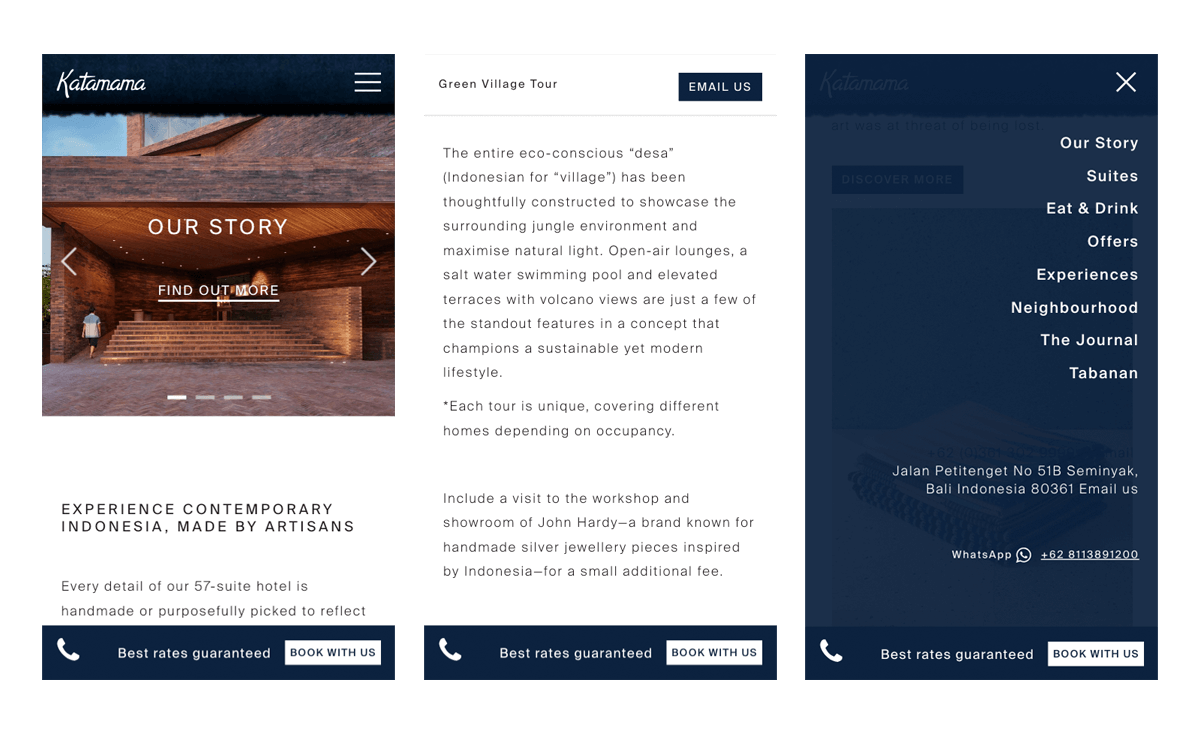 Katamama
OUR STORY
FIND OUT MORE
EXPERIENCE CONTEMPORARY
INDONESIA, MADE BY ARTISANS
Every detail of our 57-suite hotel is
handmade or purposefully picked to reflect
Best rates guaranteed
BOOK WITH US
Green Village Tour
EMAIL US
The entire eco-conscious “desa”
(Indonesian for “village”) has been
thoughtfully constructed to showcase the
surrounding jungle environment and
maximise natural light. Open-air lounges, a
salt water swimming pool and elevated
terraces with volcano views are just a few of
the standout features in a concept that
champions a sustainable yet modern
lifestyle.
*Each tour is unique, covering different
homes depending on occupancy.
Include a visit to the workshop and
showroom of John Hardy—a brand known for
handmade silver jewellery pieces inspired
by Indonesia—for a small additional fee.
Best rates guaranteed
BOOK WITH US
Katamama
art was at threat of being lost
DISCOVER MORE
Our Story
Suites
Eat & Drink
Offers
Experiences
Neighbourhood
The Journal
Tabanan
Jalan Petitenget No 51B Seminyak,
Bali Indonesia 80361 Email us
WhatsApp +62 8113891200
Best rates guaranteed
BOOK WITH US